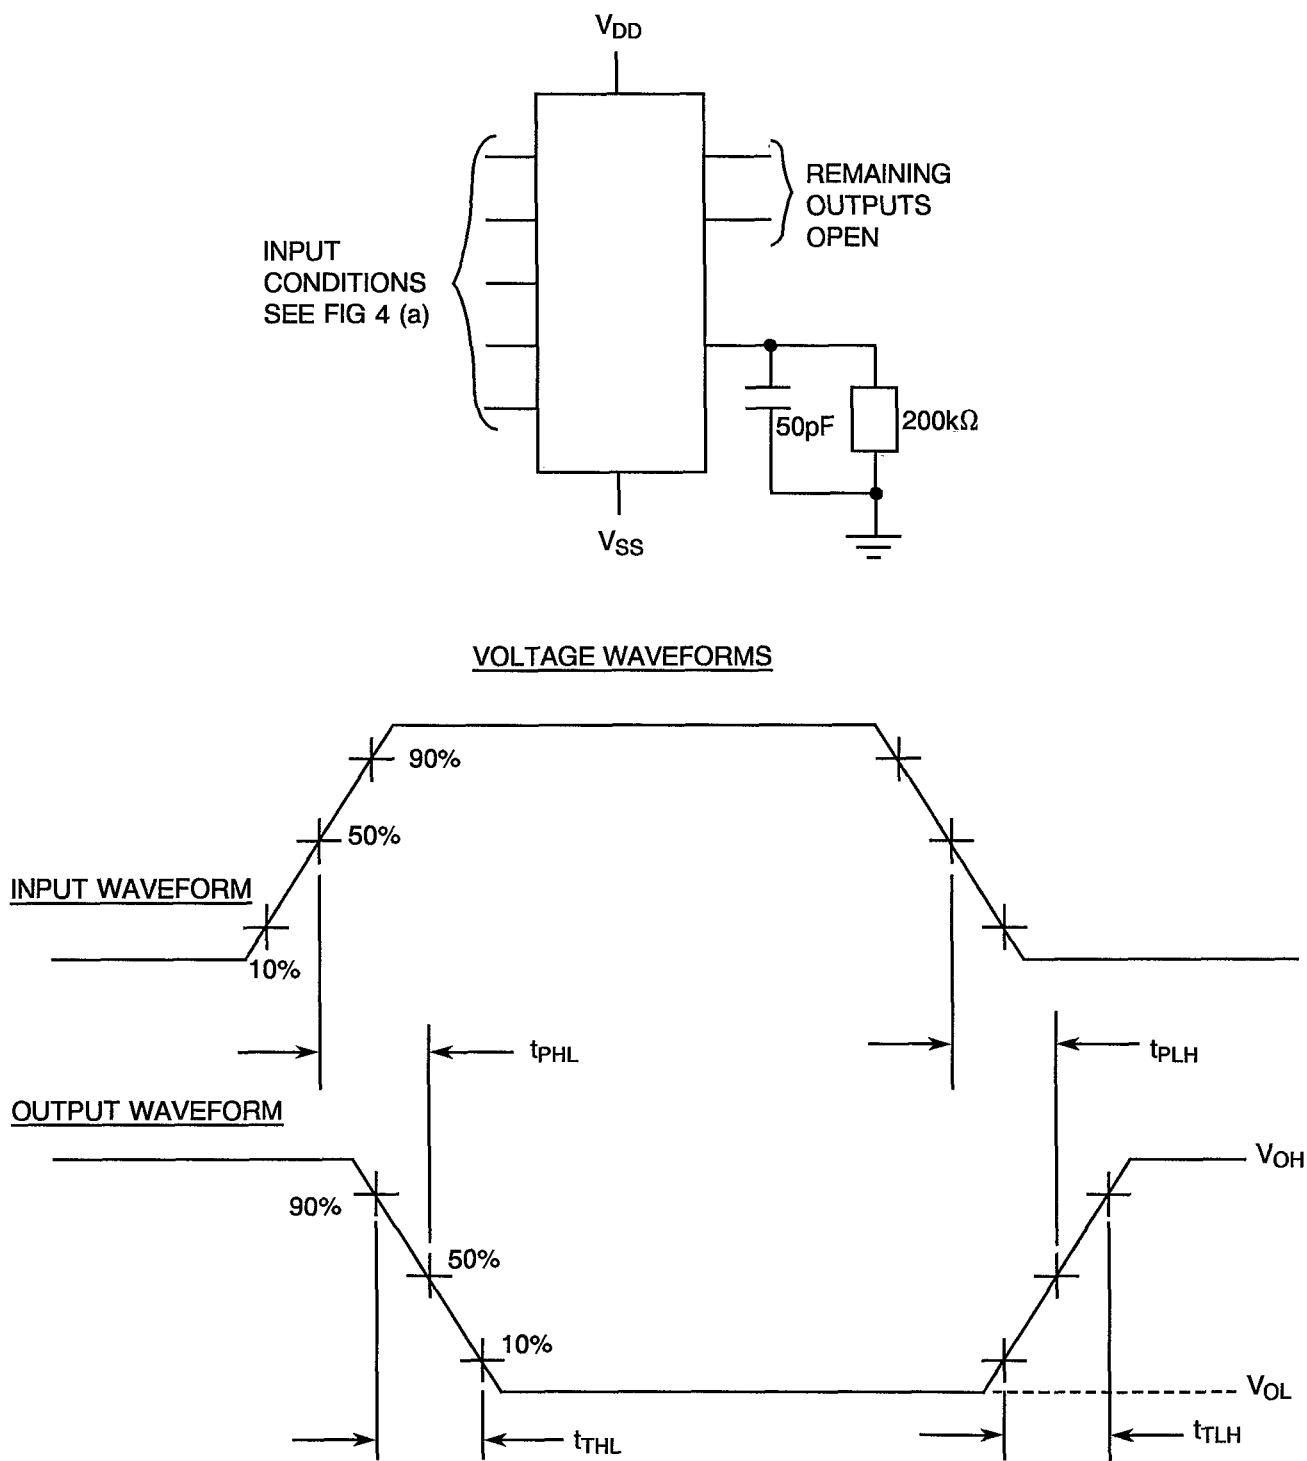 VDD
REMAINING
OUTPUTS
OPEN
INPUT
CONDITIONS
SEE FIG 4 (a)
50pF
200kΩ
VSS
VOLTAGE WAVEFORMS
90%
50%
INPUT WAVEFORM
10%
tPHL
tPLH
OUTPUT WAVEFORM
VOH
90%
50%
10%
VOL
tTHL
tTLH